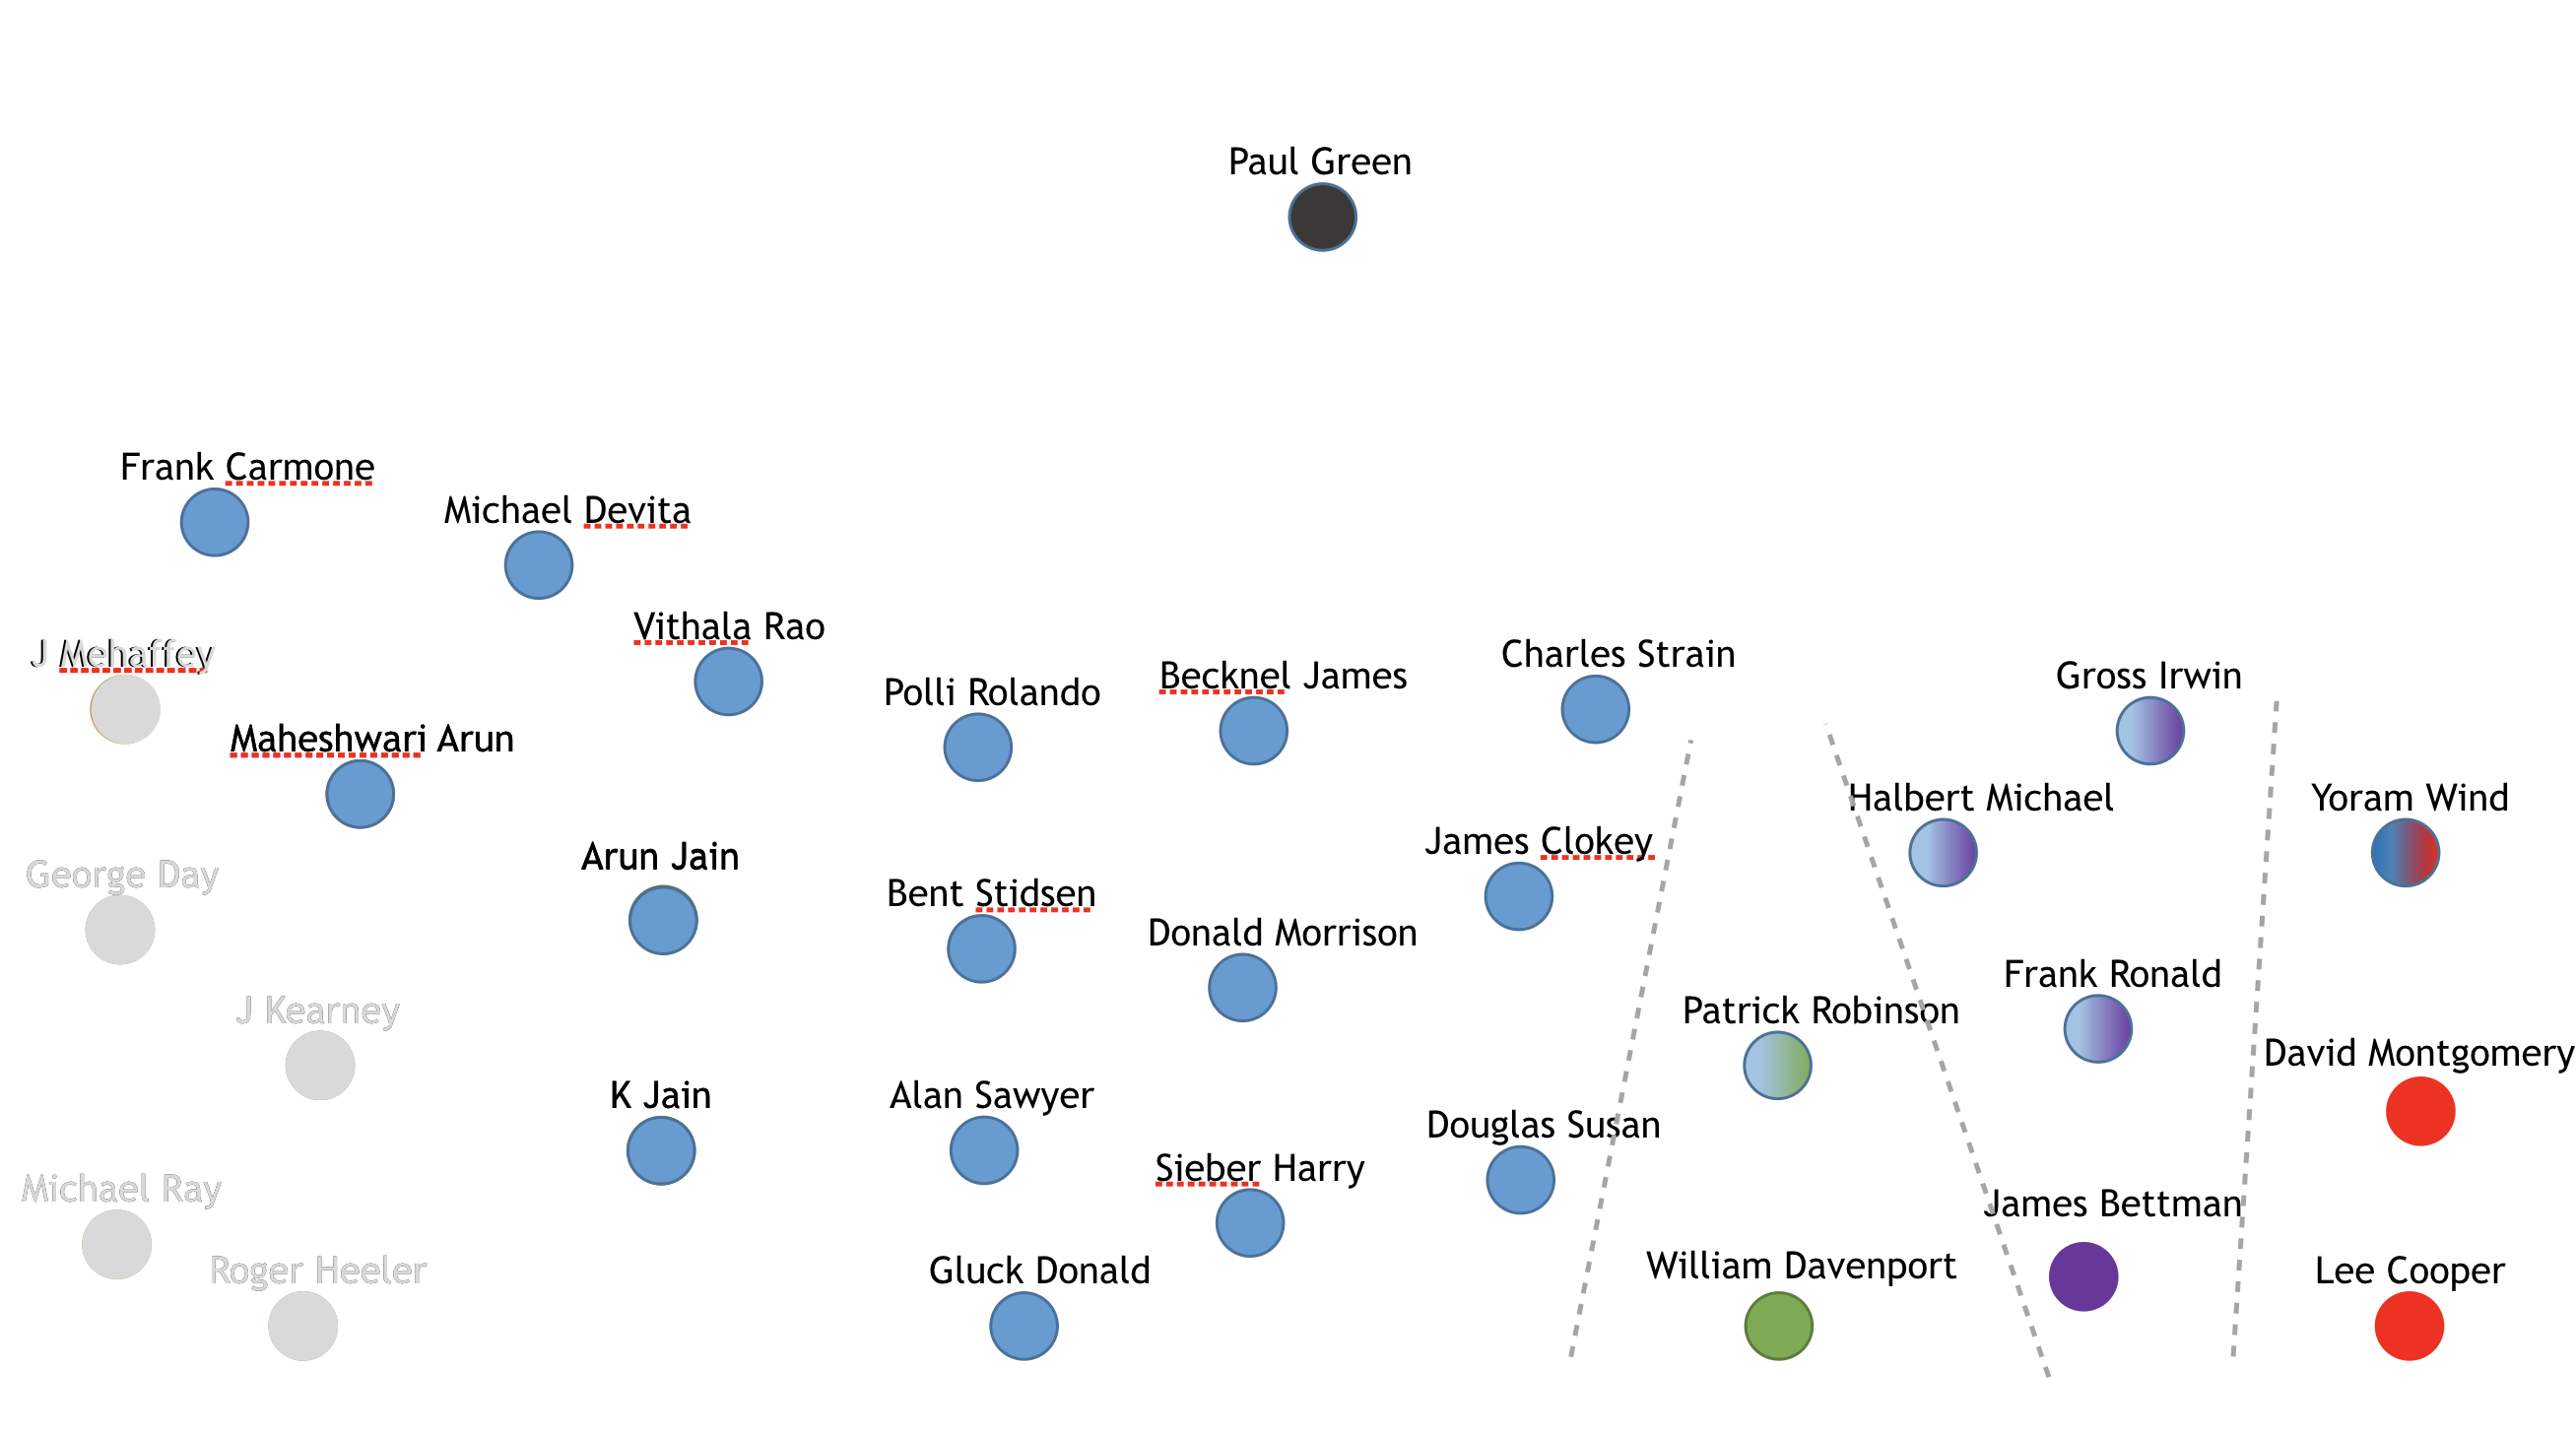 Paul Green
Frank Carmone
Michael Devita
Vithala Rao
J Mehaffey
Charles Strain
Becknel James
Gross Irwin
Polli Rolando
Maheshwari Arun
Halbert Michael
Yoram Wind
James Clokey
Arun Jain
George Day
Bent Stidsen
Donald Morrison
Frank Ronald
J Kearney
Patrick Robinson
David Montgomery
K Jain
Alan Sawyer
Douglas Susan
Sieber Harry
Michael Ray
James Bettman
William Davenport
Roger Heeler
Gluck Donald
Lee Cooper